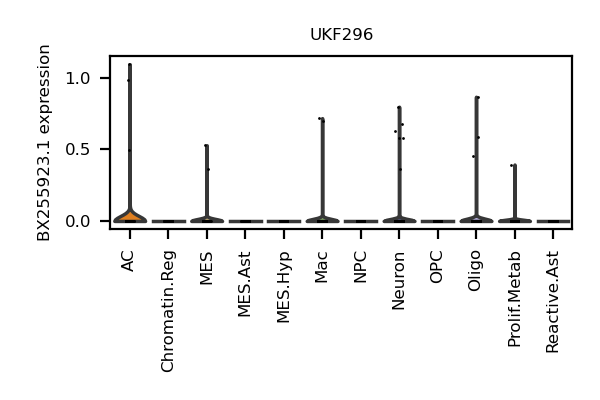 UKF296
BX255923.1 expression
1.0
0.5
0.0
AC
Chromatin.Reg
MES
MES.Ast
MES.Hyp
Mac
NPC
Neuron
OPC
Oligo
Prolif.Metab
Reactive.Ast